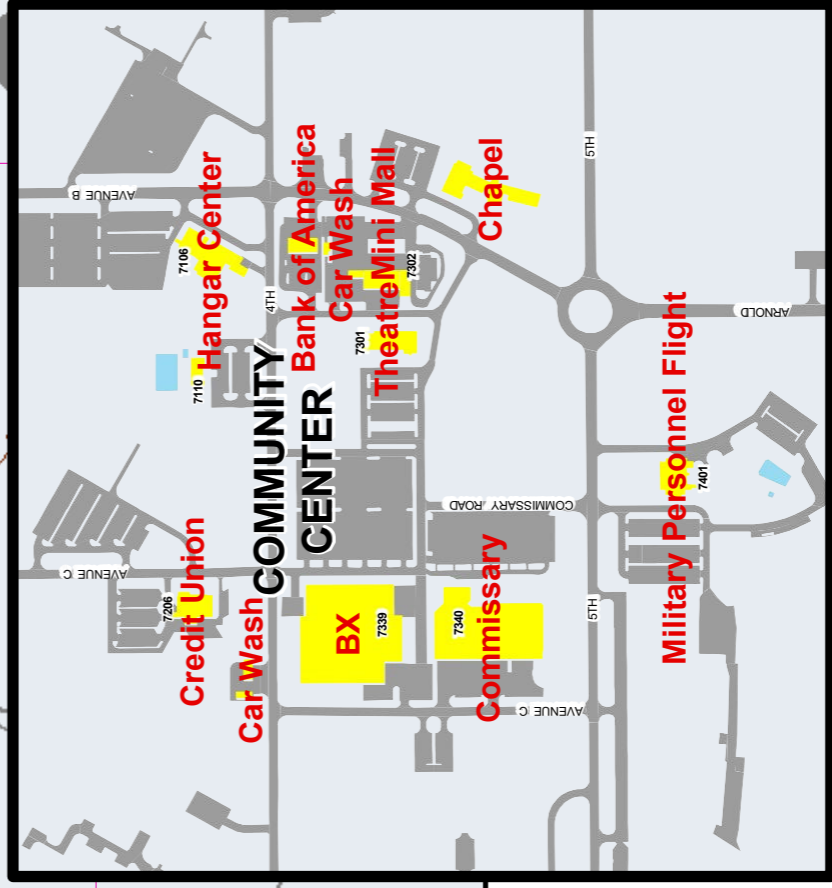 AVENUE B
7106
Hangar Center
4TH
Bank of America
Car Wash
Theatre
Mini Mall
7302
7301
Chapel
5TH
ARNOLD
7110
COMMUNITY
CENTER
COMMISSARY ROAD
Military Personnel Flight
7401
AVENUE C
7206
Credit Union
Car Wash
BX
7339
7340
Commissary
5TH
AVENUE C